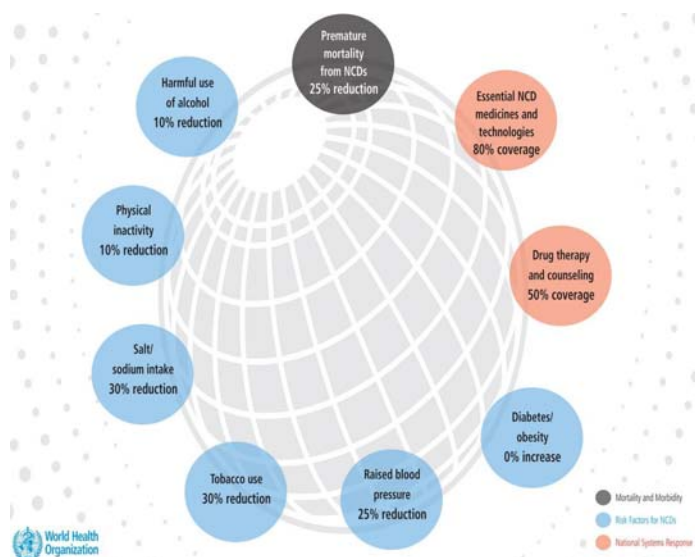 Premature
mortality
from NCDs
25% reduction
Essential NCD
medicines and
technologies
80% coverage
Drug therapy
and counseling
50% coverage
Diabetes/
obesity
0% increase
Raised blood
pressure
25% reduction
Tobacco use
30% reduction
Salt/
sodium intake
30% reduction
Physical
inactivity
10% reduction
Harmful use
of alcohol
10% reduction
Mortality and Morbidity
Risk Factors for NCDs
National Systems Response
World Health
Organization